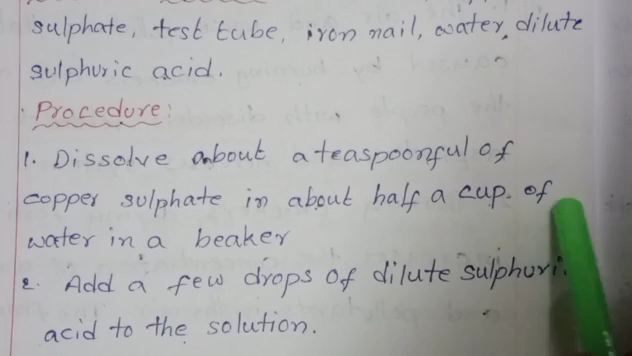 sulphate, test tube, iron nail, water, dilute
sulphuric acid.
Procedure:
1. Dissolve about a teaspoonful of
copper sulphate in about half a cup. of
water in a beaker
2. Add a few drops of dilute sulphuri
acid to the solution.